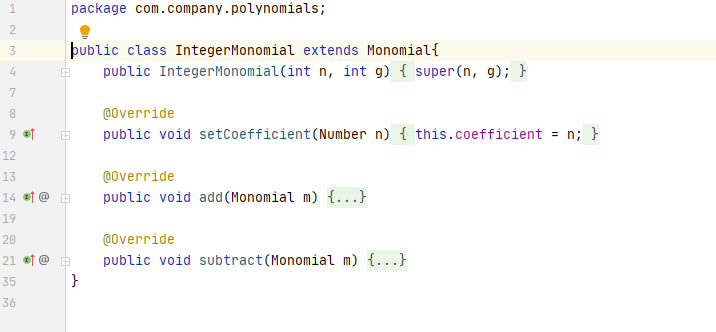 1 package com.company.polynomials;
2
3 public class IntegerMonomial extends Monomial{
4 public IntegerMonomial(int n, int g) { super(n, g); }
7
8 @Override
9 public void setCoefficient(Number n) { this.coefficient = n; }
12
13 @Override
14 @ public void add(Monomial m) {...}
19
20 @Override
21 @ public void subtract(Monomial m) {...}
35 }
36